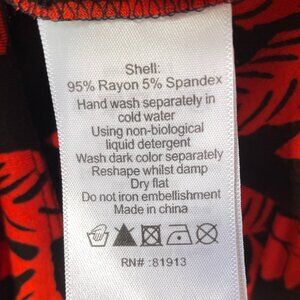 Shell:
95% Rayon 5% Spandex
Hand wash separately in
cold water
Using non-biological
liquid detergent
Wash dark color separately
Reshape whilst damp
Dry flat
Do not iron embellishment
Made in china
RN# :81913